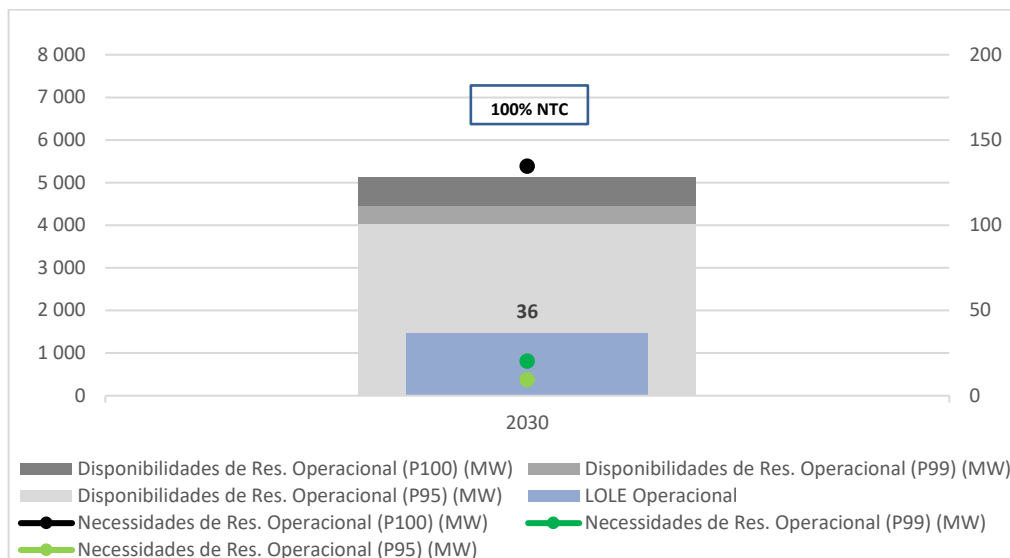 8 000
7 000
6 000
5 000
4 000
3 000
2 000
1 000
0
200
150
100
50
0
100% NTC
36
2030
Disponibilidades de Res. Operacional (P100) (MW)
Disponibilidades de Res. Operacional (P99) (MW)
Disponibilidades de Res. Operacional (P95) (MW)
LOLE Operacional
Necessidades de Res. Operacional (P100) (MW)
Necessidades de Res. Operacional (P99) (MW)
Necessidades de Res. Operacional (P95) (MW)